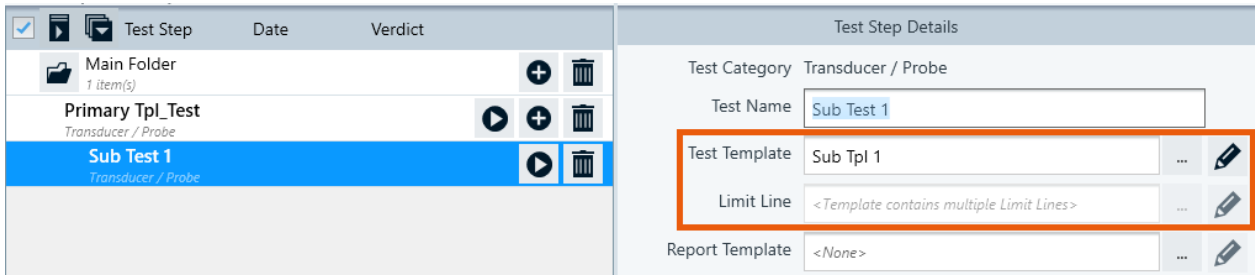 Test Step Date Verdict
Main Folder
1 item(s)
Primary Tpl_Test
Transducer / Probe
Sub Test 1
Transducer / Probe
Test Step Details
Test Category Transducer / Probe
Test Name Sub Test 1
Test Template Sub Tpl 1 ...
Limit Line <Template contains multiple Limit Lines> ...
Report Template <None> ...